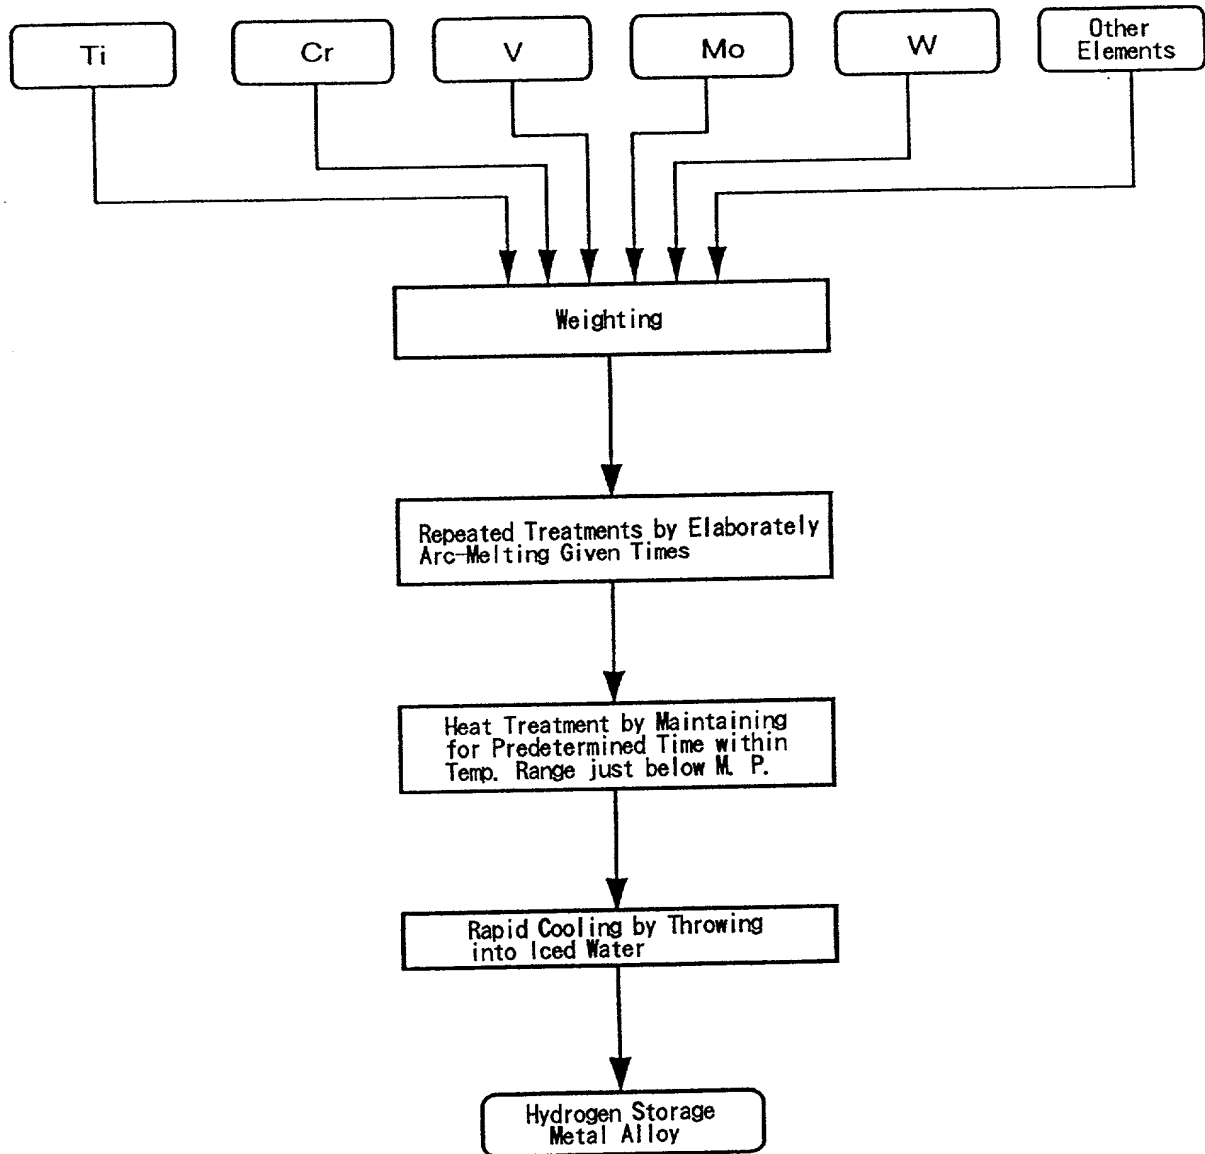 Ti
Cr
V
Mo
W
Other
Elements
Weighting
Repeated Treatments by Elaborately
Arc-Melting Given Times
Heat Treatment by Maintaining
for Predetermined Time within
Temp. Range just below M. P.
Rapid Cooling by Throwing
into Iced Water
Hydrogen Storage
Metal Alloy